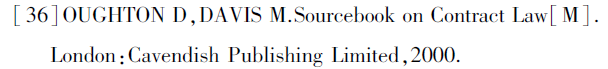 [36]OUGHTON D,DAVIS M.Sourcebook on Contract Law[M].
London:Cavendish Publishing Limited,2000.